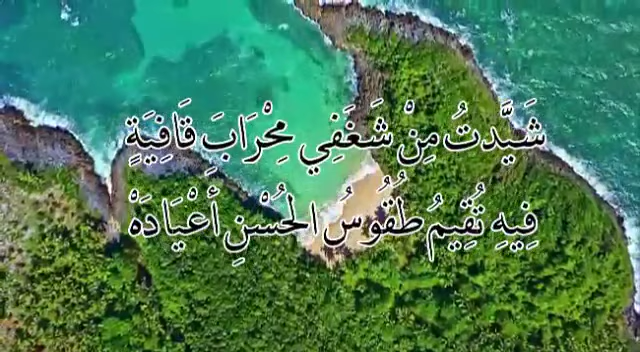 شَيَّدتُ مِنْ شَغَفِي مِحْرَابَ قَافِيَةٍ
فِيهِ تُقِيمُ طُقُوسُ الحُسْنِ أَعْيَادَهْ